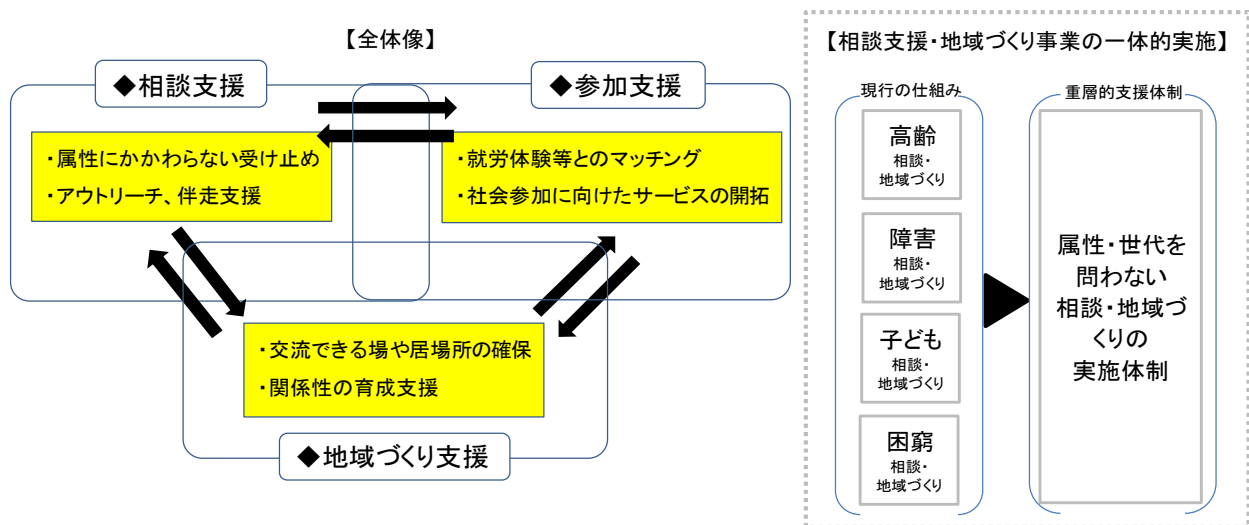 【全体像】
◆相談支援
◆参加支援
・属性にかかわらない受け止め
・アウトリーチ、伴走支援
・就労体験等とのマッチング
・社会参加に向けたサービスの開拓
・交流できる場や居場所の確保
・関係性の育成支援
◆地域づくり支援
【相談支援・地域づくり事業の一体的実施】
現行の仕組み
高齢
相談・
地域づくり
障害
相談・
地域づくり
子ども
相談・
地域づくり
困窮
相談・
地域づくり
重層的支援体制
属性・世代を
問わない
相談・地域づ
くりの
実施体制